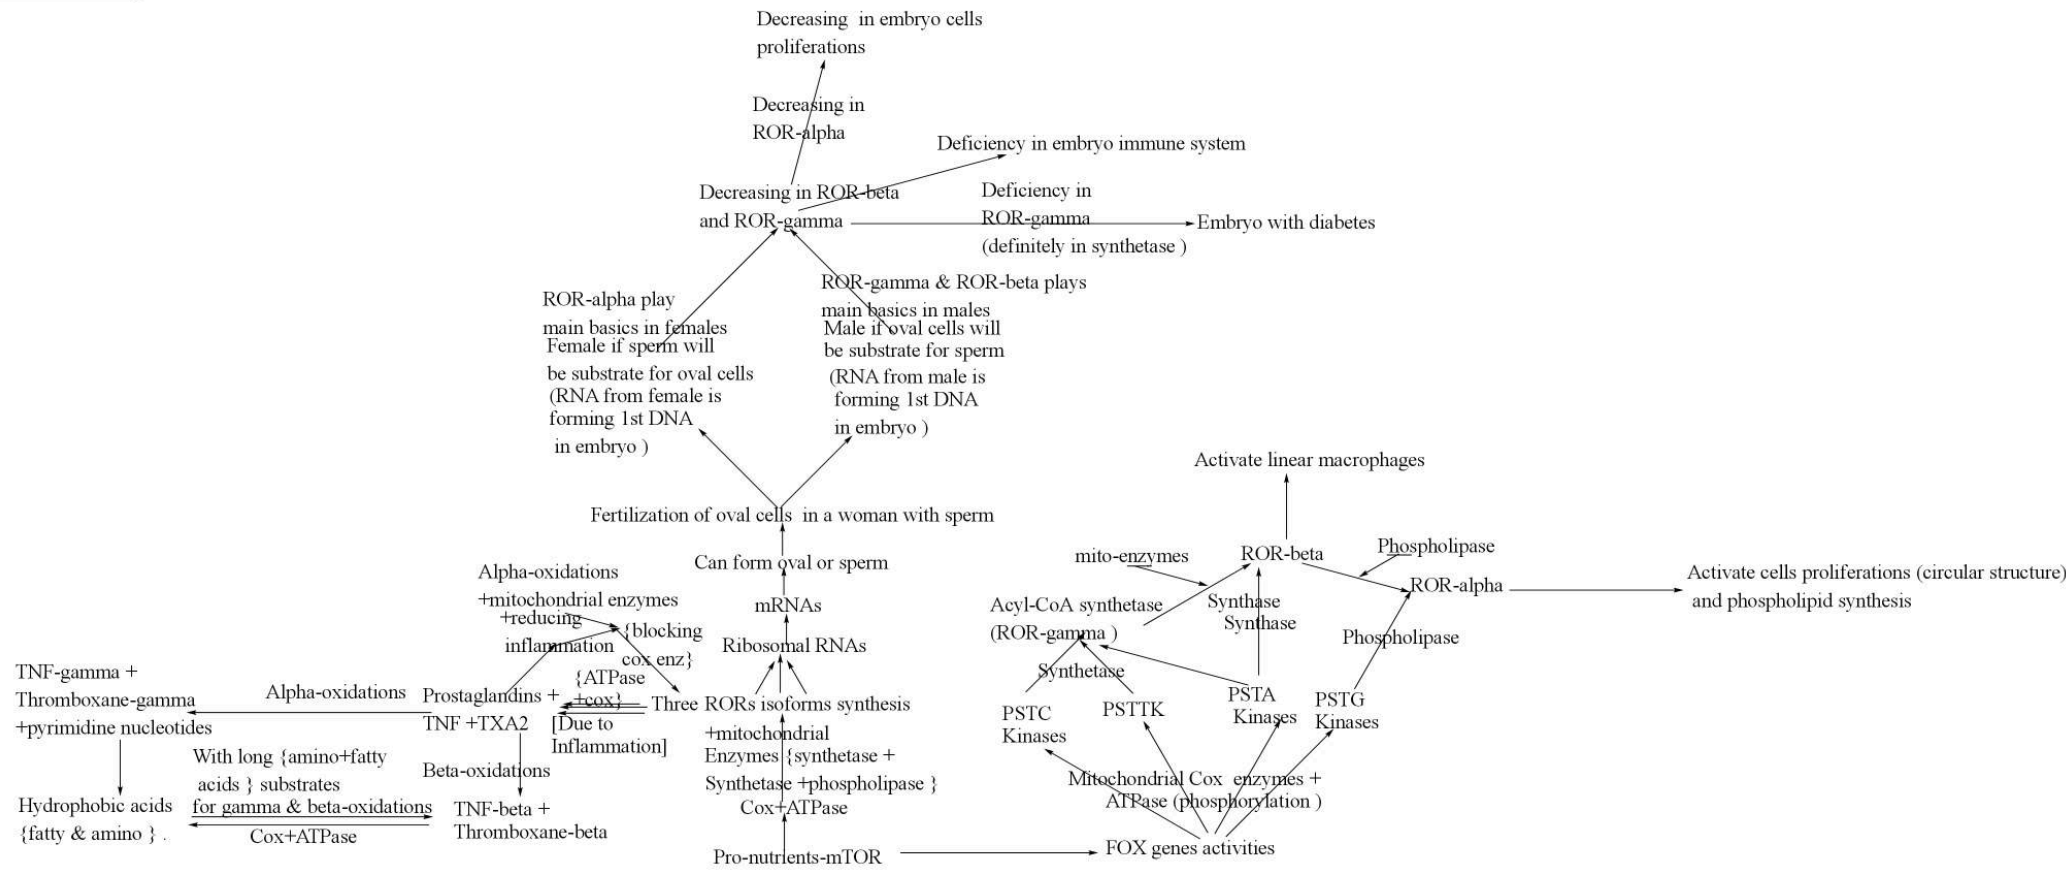 Decreasing  in embryo cells
proliferations
Decreasing in
ROR-alpha
Deficiency in embryo immune system
Decreasing in ROR-beta
and ROR-gamma
Deficiency in
ROR-gamma
(definitely in synthetase )
Embryo with diabetes
ROR-alpha play
main basics in females
Female if sperm will
be substrate for oval cells
(RNA from female is
forming 1st DNA
in embryo )
ROR-gamma & ROR-beta plays
main basics in males
Male if oval cells will
be substrate for sperm
(RNA from male is
forming 1st DNA
in embryo )
Fertilization of oval cells  in a woman with sperm
Can form oval or sperm
mRNAs
Ribosomal RNAs
Alpha-oxidations
+mitochondrial enzymes
+reducing
inflammation
{blocking
cox enz}
{ATPase
+cox}
[Due to
Inflammation]
Three RORs isoforms synthesis
+mitochondrial
Enzymes {synthetase +
Synthetase +phospholipase }
Cox+ATPase
Pro-nutrients-mTOR
TNF-gamma +
Thromboxane-gamma
+pyrimidine nucleotides
Alpha-oxidations
Prostaglandins +
TNF +TXA2
Beta-oxidations
TNF-beta +
Thromboxane-beta
With long {amino+fatty
acids } substrates
for gamma & beta-oxidations
Cox+ATPase
Hydrophobic acids
{fatty & amino } .
Activate linear macrophages
mito-enzymes
ROR-beta
Phospholipase
ROR-alpha
Activate cells proliferations (circular structure)
and phospholipid synthesis
Acyl-CoA synthetase
(ROR-gamma )
Synthase
Synthase
Phospholipase
Synthetase
PSTC
Kinases
PSTTK
PSTA
Kinases
PSTG
Kinases
Mitochondrial Cox  enzymes +
ATPase (phosphorylation )
FOX genes activities